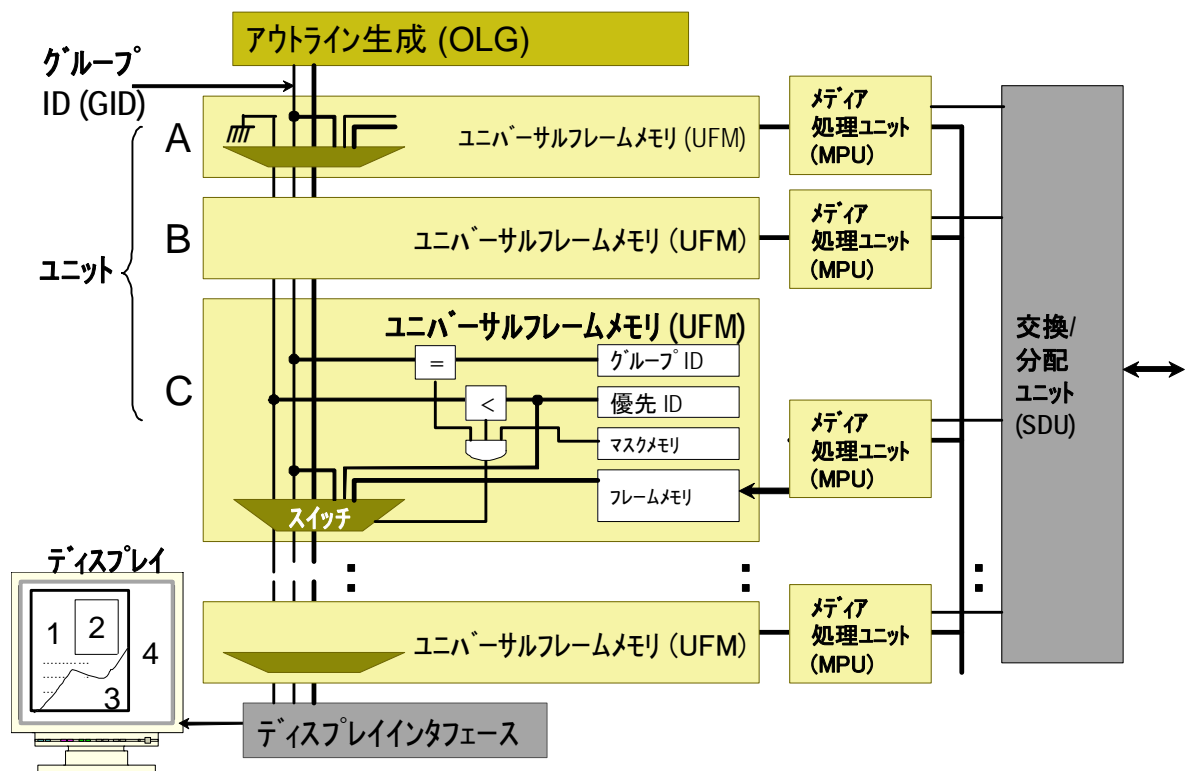 アウトライン生成 (OLG)
グループ
ID (GID)
A
ユニバーサルフレームメモリ (UFM)
メディア
処理ユニット
(MPU)
B
ユニバーサルフレームメモリ (UFM)
メディア
処理ユニット
(MPU)
ユニット
C
ユニバーサルフレームメモリ (UFM)
=
グループ ID
<
優先 ID
マスクメモリ
フレームメモリ
スイッチ
メディア
処理ユニット
(MPU)
交換/
分配
ユニット
(SDU)
:
:
:
ディスプレイ
1
2
3
4
ユニバーサルフレームメモリ (UFM)
メディア
処理ユニット
(MPU)
ディスプレイインタフェース